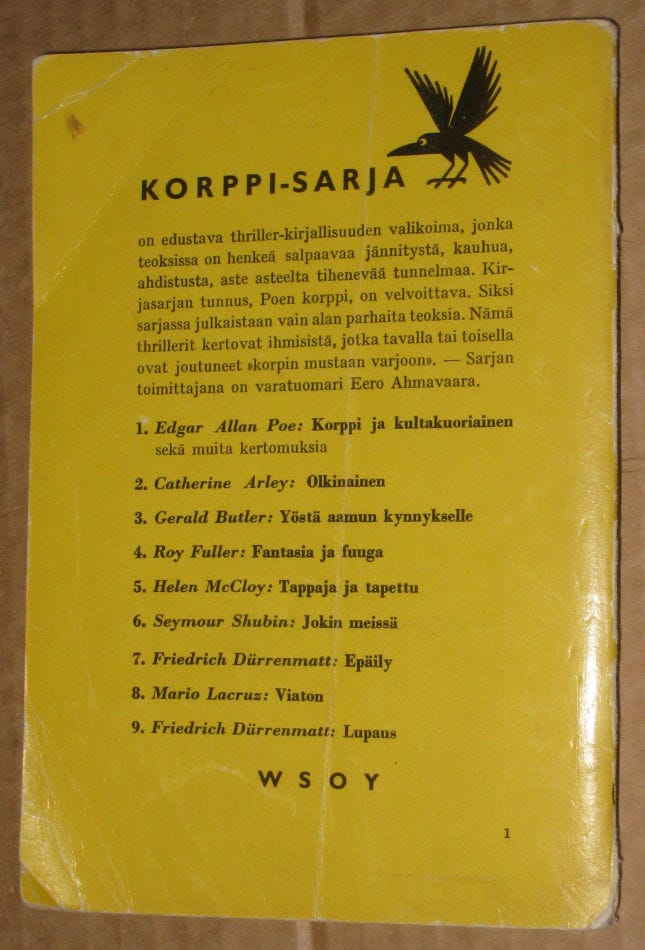 KORPPI-SARJA
on edustava thriller-kirjallisuuden valikoima, jonka
teoksissa on henkeä salpaavaa jännitystä, kauhua,
ahdistusta, aste asteelta tihenevää tunnelmaa. Kir-
jasarjan tunnus, Poen korppi, on velvoittava. Siksi
sarjassa julkaistaan vain alan parhaita teoksia. Nämä
thrillerit kertovat ihmisistä, jotka tavalla tai toisella
ovat joutuneet »korpin mustaan varjoon». — Sarjan
toimittajana on varatuomari Eero Ahmavaara.
1. Edgar Allan Poe: Korppi ja kultakuoriainen
sekä muita kertomuksia
2. Catherine Arley: Olkinainen
3. Gerald Butler: Yöstä aamun kynnykselle
4. Roy Fuller: Fantasia ja fuuga
5. Helen McCloy: Tappaja ja tapettu
6. Seymour Shubin: Jokin meissä
7. Friedrich Dürrenmatt: Epäily
8. Mario Lacruz: Viaton
9. Friedrich Dürrenmatt: Lupaus
WSOY
1